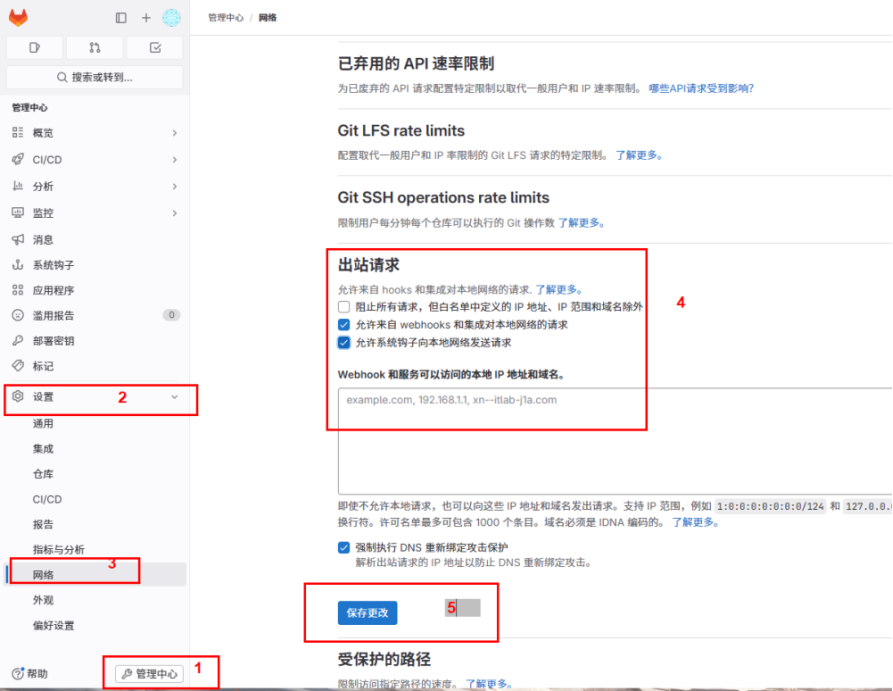 管理中心 / 网络
搜索或转到...
管理中心
概览
CI/CD
分析
监控
消息
系统钩子
应用程序
滥用报告 0
部署密钥
标记
设置 2
通用
集成
仓库
CI/CD
报告
指标与分析
3
网络
外观
偏好设置
帮助
管理中心 1
已弃用的 API 速率限制
为已废弃的 API 请求配置特定限制以取代一般用户和 IP 速率限制。 哪些API请求受到影响?
Git LFS rate limits
配置取代一般用户和 IP 率限制的 Git LFS 请求的特定限制。 了解更多。
Git SSH operations rate limits
限制用户每分钟每个仓库可以执行的 Git 操作数 了解更多。
出站请求
允许来自 hooks 和集成对本地网络的请求. 了解更多。
阻止所有请求，但白名单中定义的 IP 地址、IP 范围和域名除外
4
允许来自 webhooks 和集成对本地网络的请求
允许系统钩子向本地网络发送请求
Webhook 和服务可以访问的本地 IP 地址和域名。
example.com, 192.168.1.1, xn--itlab-j1a.com
即使不允许本地请求，也可以向这些 IP 地址和域名发出请求。支持 IP 范围，例如 1:0:0:0:0:0:0:0/124 和 127.0.0.
换行符。许可名单最多可包含 1000 个条目。域名必须是 IDNA 编码的。 了解更多。
强制执行 DNS 重新绑定攻击保护
解析出站请求的 IP 地址以防止 DNS 重新绑定攻击。
保存更改 5
受保护的路径
限制访问指定路径的速度。 了解更多。